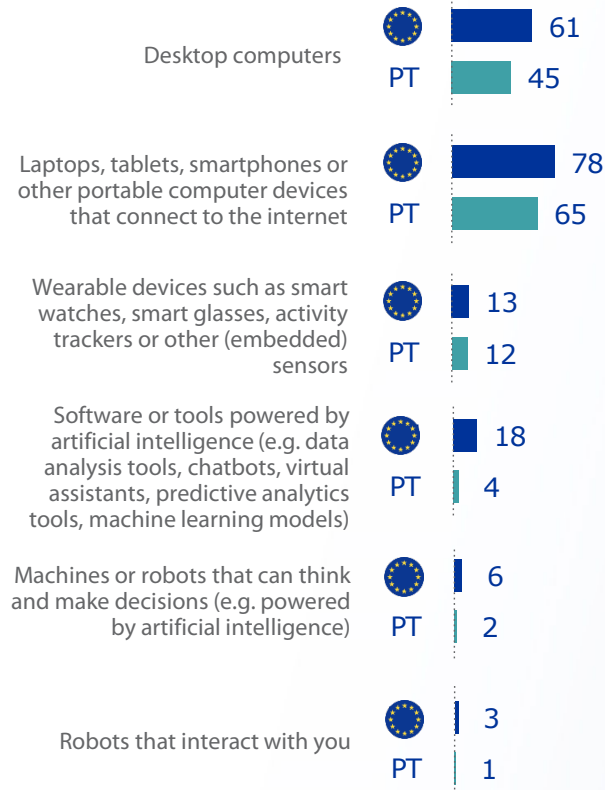 Desktop computers
61
PT
45
Laptops, tablets, smartphones or
other portable computer devices
that connect to the internet
78
PT
65
Wearable devices such as smart
watches, smart glasses, activity
trackers or other (embedded)
sensors
13
PT
12
Software or tools powered by
artificial intelligence (e.g. data
analysis tools, chatbots, virtual
assistants, predictive analytics
tools, machine learning models)
18
PT
4
Machines or robots that can think
and make decisions (e.g. powered
by artificial intelligence)
6
PT
2
Robots that interact with you
3
PT
1